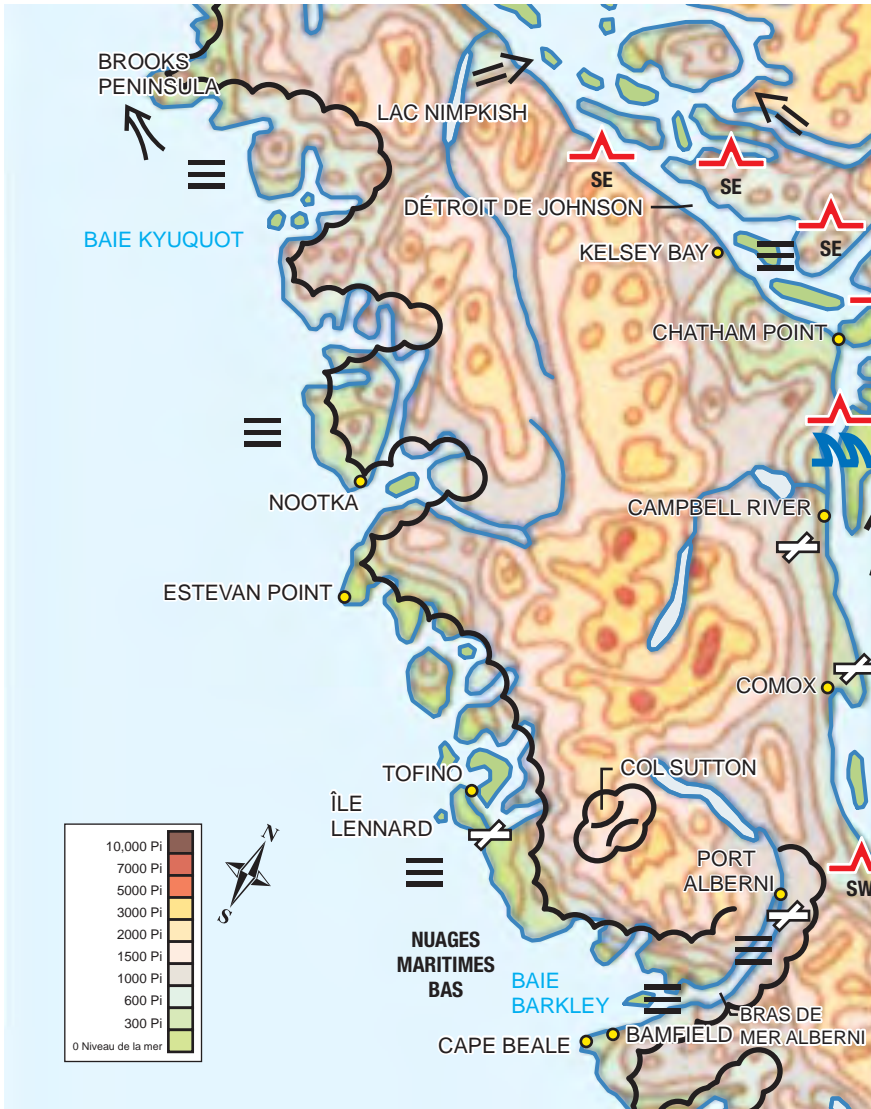 BROOKS
PENINSULA
LAC NIMPKISH
SE
SE
DÉTROIT DE JOHNSON
SE
BAIE KYUQUOT
KELSEY BAY
CHATHAM POINT
NOOTKA
CAMPBELL RIVER
ESTEVAN POINT
COMOX
TOFINO
COL SUTTON
ÎLE
LENNARD
PORT
ALBERNI
SW
N
S
10,000 Pi
7000 Pi
5000 Pi
3000 Pi
2000 Pi
1500 Pi
1000 Pi
600 Pi
300 Pi
0 Niveau de la mer
NUAGES
MARITIMES
BAS
BAIE
BARKLEY
BRAS DE
MER ALBERNI
CAPE BEALE
BAMFIELD